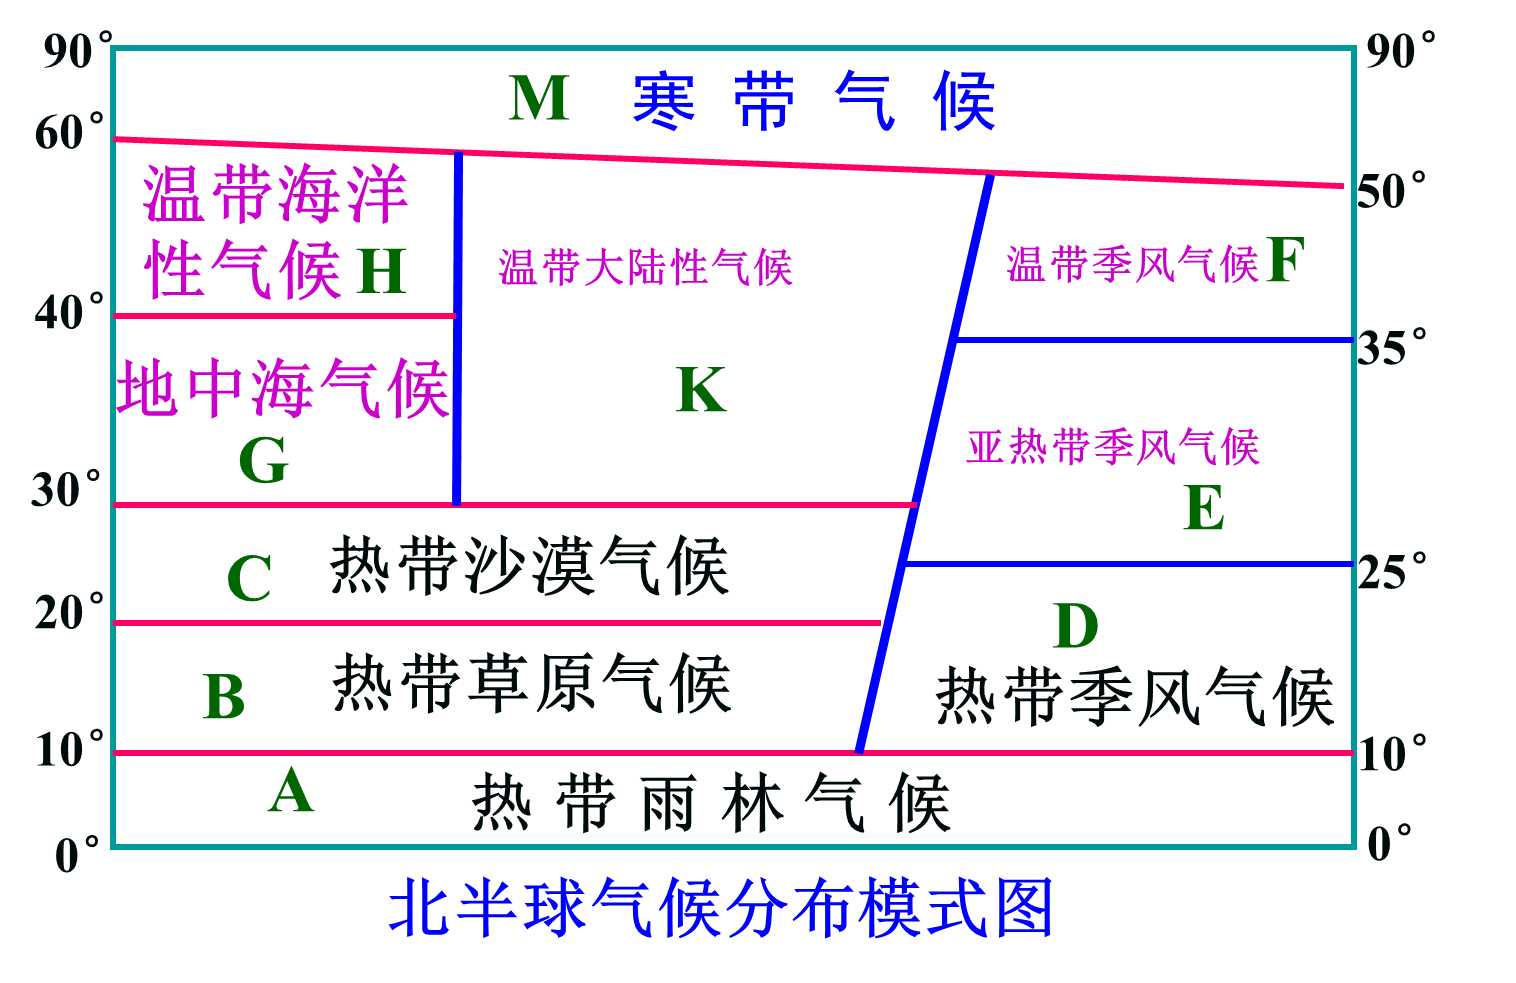 90°
90°
M 寒带气候
60°
温带海洋
性气候 H
50°
温带大陆性气候
温带季风气候 F
40°
35°
地中海气候
K
G
亚热带季风气候
E
30°
C 热带沙漠气候
25°
20°
D
B 热带草原气候
热带季风气候
10°
10°
A 热带雨林气候
0°
0°
北半球气候分布模式图